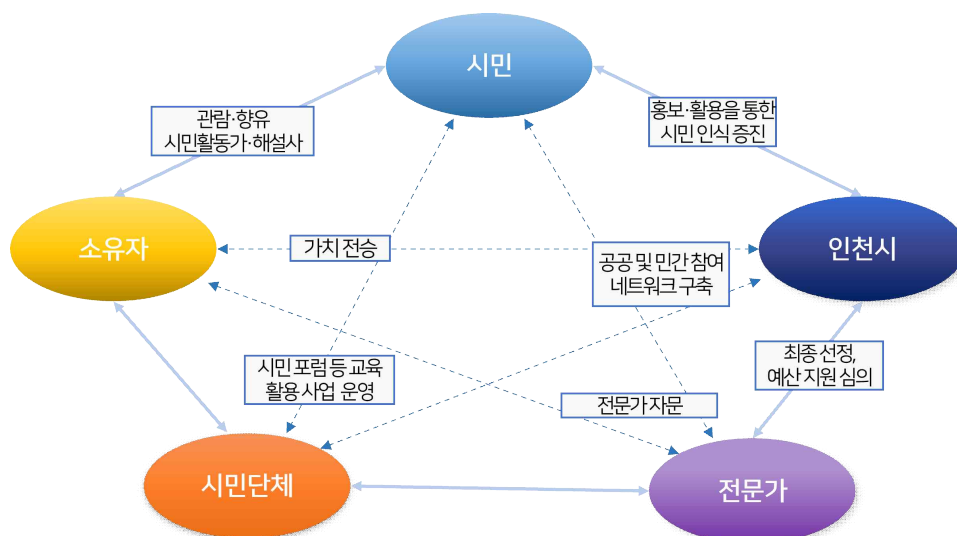 시민
관람·향유
시민활동가·해설사
홍보·활용을 통한
시민 인식 증진
소유자
가치 전승
공공 및 민간 참여
네트워크 구축
인천시
시민 포럼 등 교육
활용 사업 운영
최종 선정,
예산 지원 심의
전문가 자문
시민단체
전문가